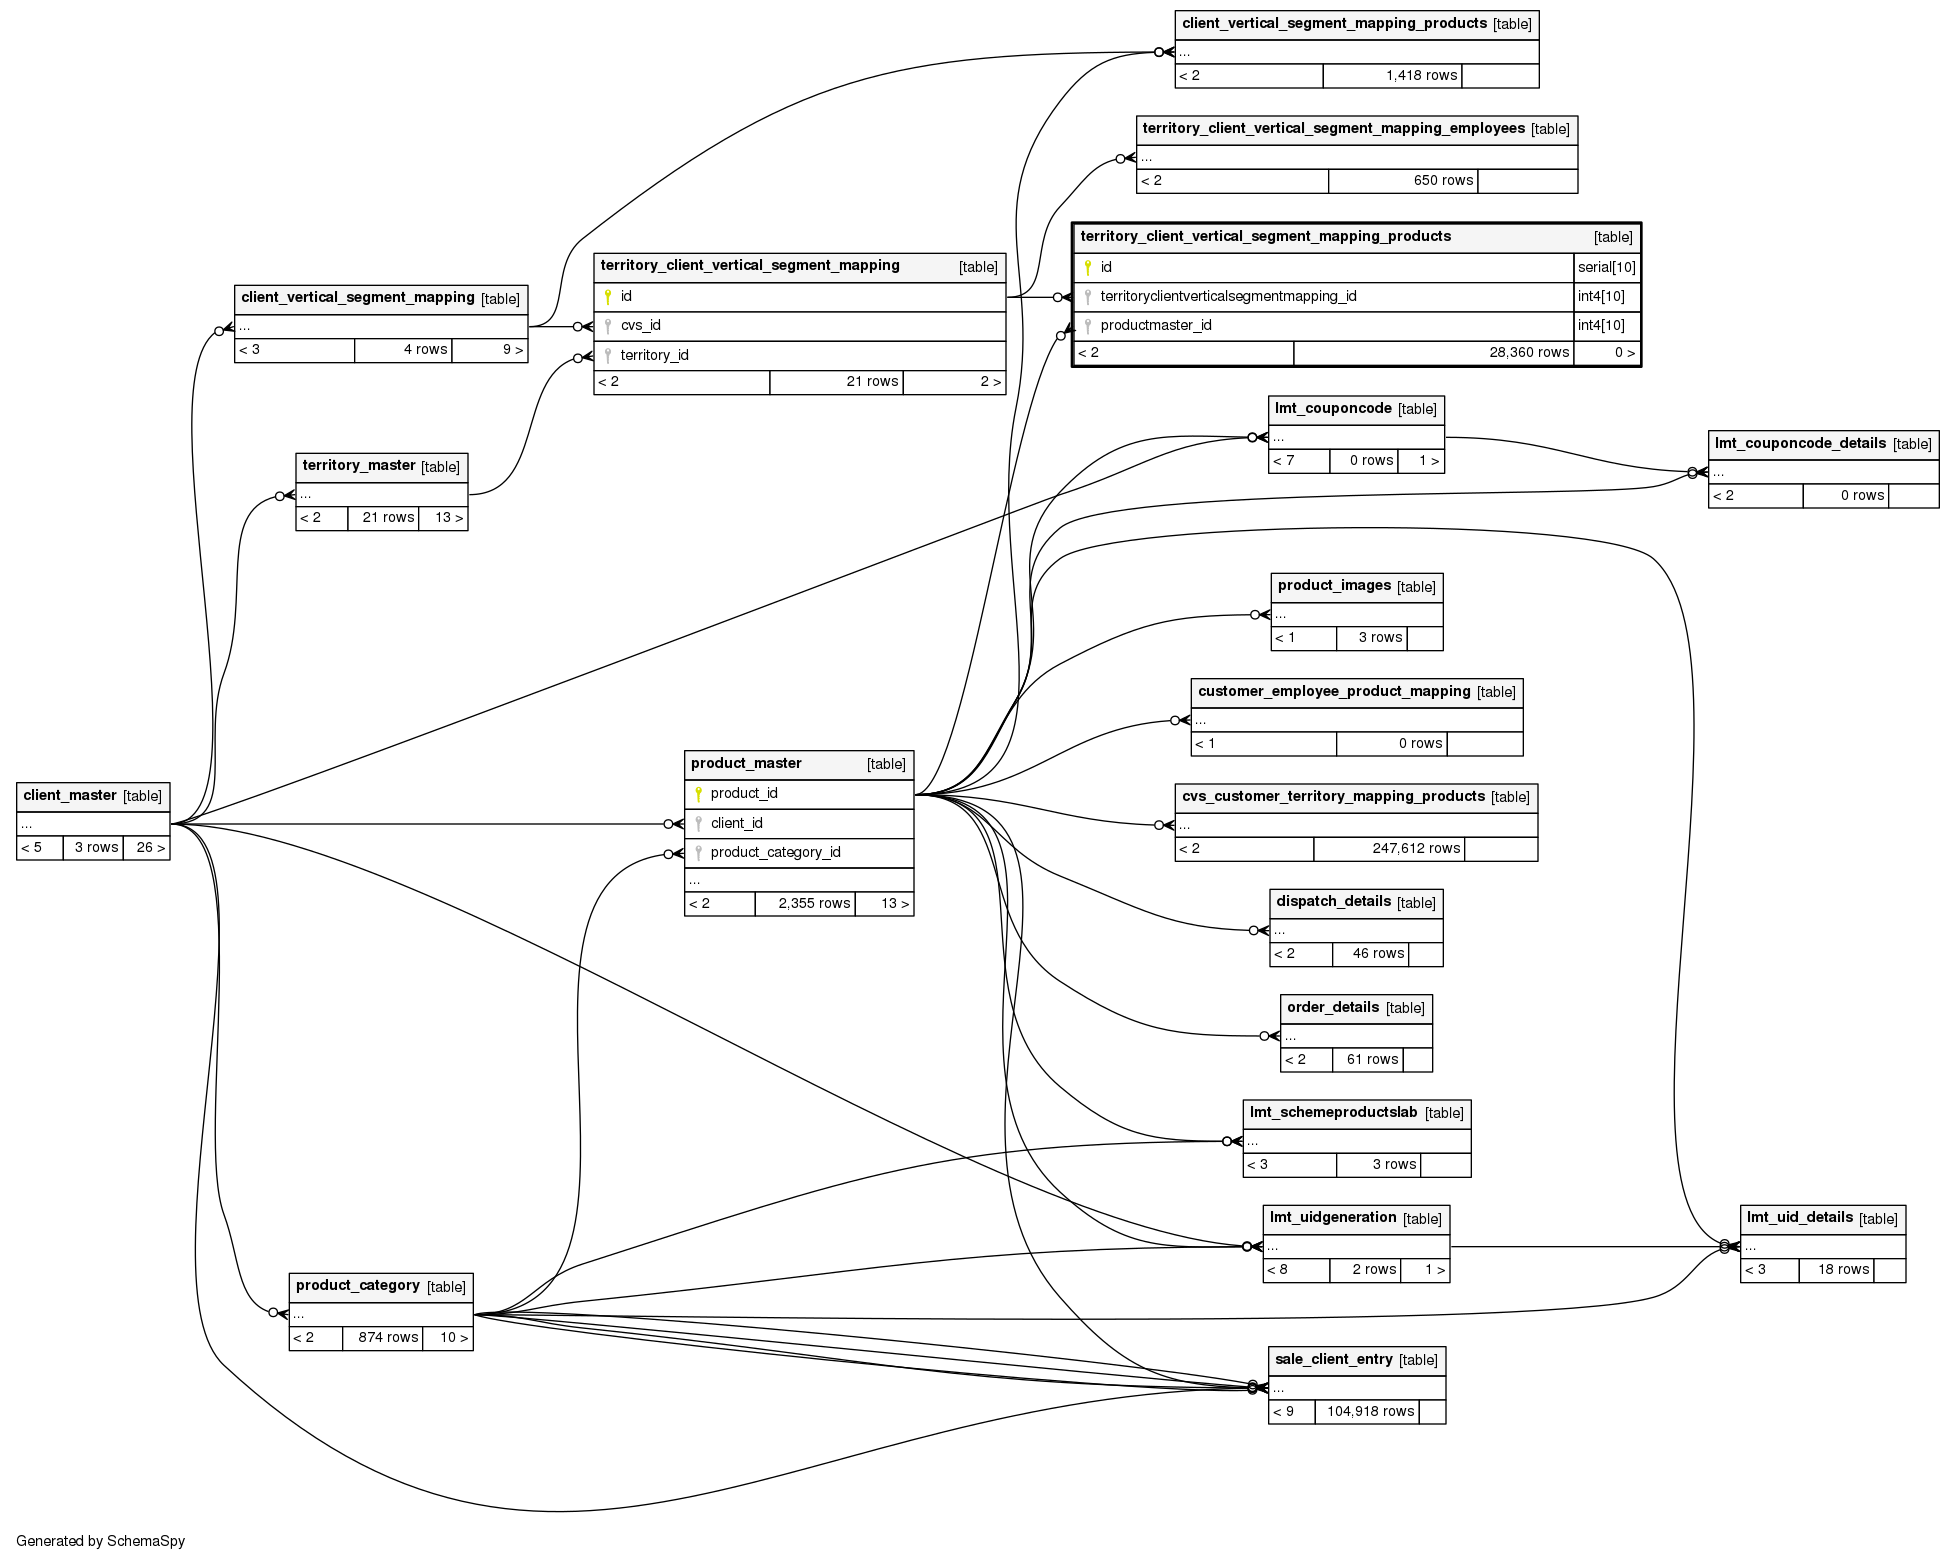 client_vertical_segment_mapping_products [table]
...
< 2 1,418 rows
territory_client_vertical_segment_mapping_employees [table]
...
< 2 650 rows
territory_client_vertical_segment_mapping_products [table]
id serial[10]
territoryclientverticalsegmentmapping_id int4[10]
productmaster_id int4[10]
< 2 28,360 rows 0 >
territory_client_vertical_segment_mapping [table]
id
cvs_id
territory_id
< 2 21 rows 2 >
client_vertical_segment_mapping [table]
...
< 3 4 rows 9 >
territory_master [table]
...
< 2 21 rows 13 >
lmt_couponcode [table]
...
< 7 0 rows 1 >
lmt_couponcode_details [table]
...
< 2 0 rows
product_images [table]
...
< 1 3 rows
customer_employee_product_mapping [table]
...
< 1 0 rows
client_master [table]
...
< 5 3 rows 26 >
product_master [table]
product_id
client_id
product_category_id
...
< 2 2,355 rows 13 >
cvs_customer_territory_mapping_products [table]
...
< 2 247,612 rows
dispatch_details [table]
...
< 2 46 rows
order_details [table]
...
< 2 61 rows
lmt_schemeproductslab [table]
...
< 3 3 rows
lmt_uidgeneration [table]
...
< 8 2 rows 1 >
lmt_uid_details [table]
...
< 3 18 rows
product_category [table]
...
< 2 874 rows 10 >
sale_client_entry [table]
...
< 9 104,918 rows
Generated by SchemaSpy